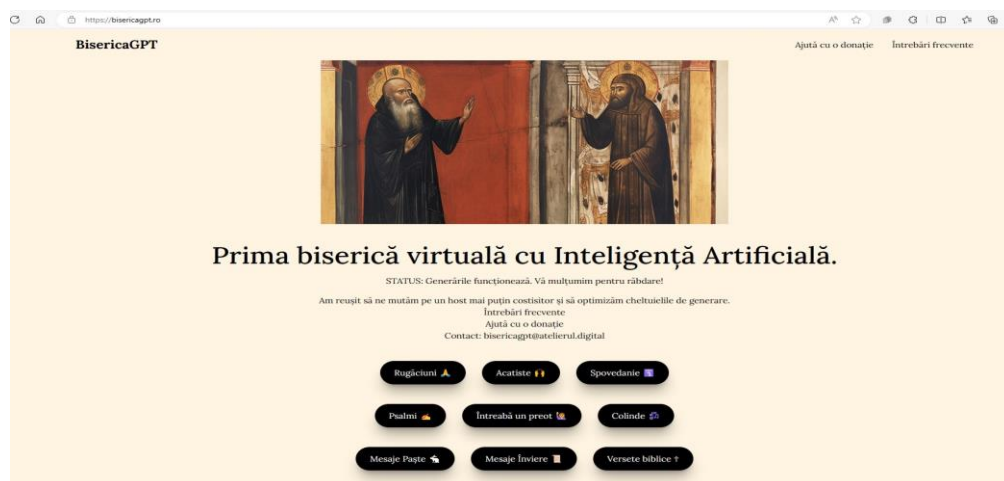 https://bisericagpt.ro
BisericaGPT
Ajută cu o donație Întrebări frecvente
Prima biserică virtuală cu Inteligență Artificială.
STATUS: Generările funcționează. Vă mulțumim pentru răbdare!
Am reușit să ne mutăm pe un host mai puțin costisitor și să optimizăm cheltuielile de generare.
Întrebări frecvente
Ajută cu o donație
Contact: bisericagpt@atelierul.digital
Rugăciuni 🙏 Acatiste 🙌 Spovedanie ✝️
Psalmi ✍️ Întreabă un preot 🙋 Colinde 🎶
Mesaje Paște 🐇 Mesaje Înviere 📜 Versete biblice ✝